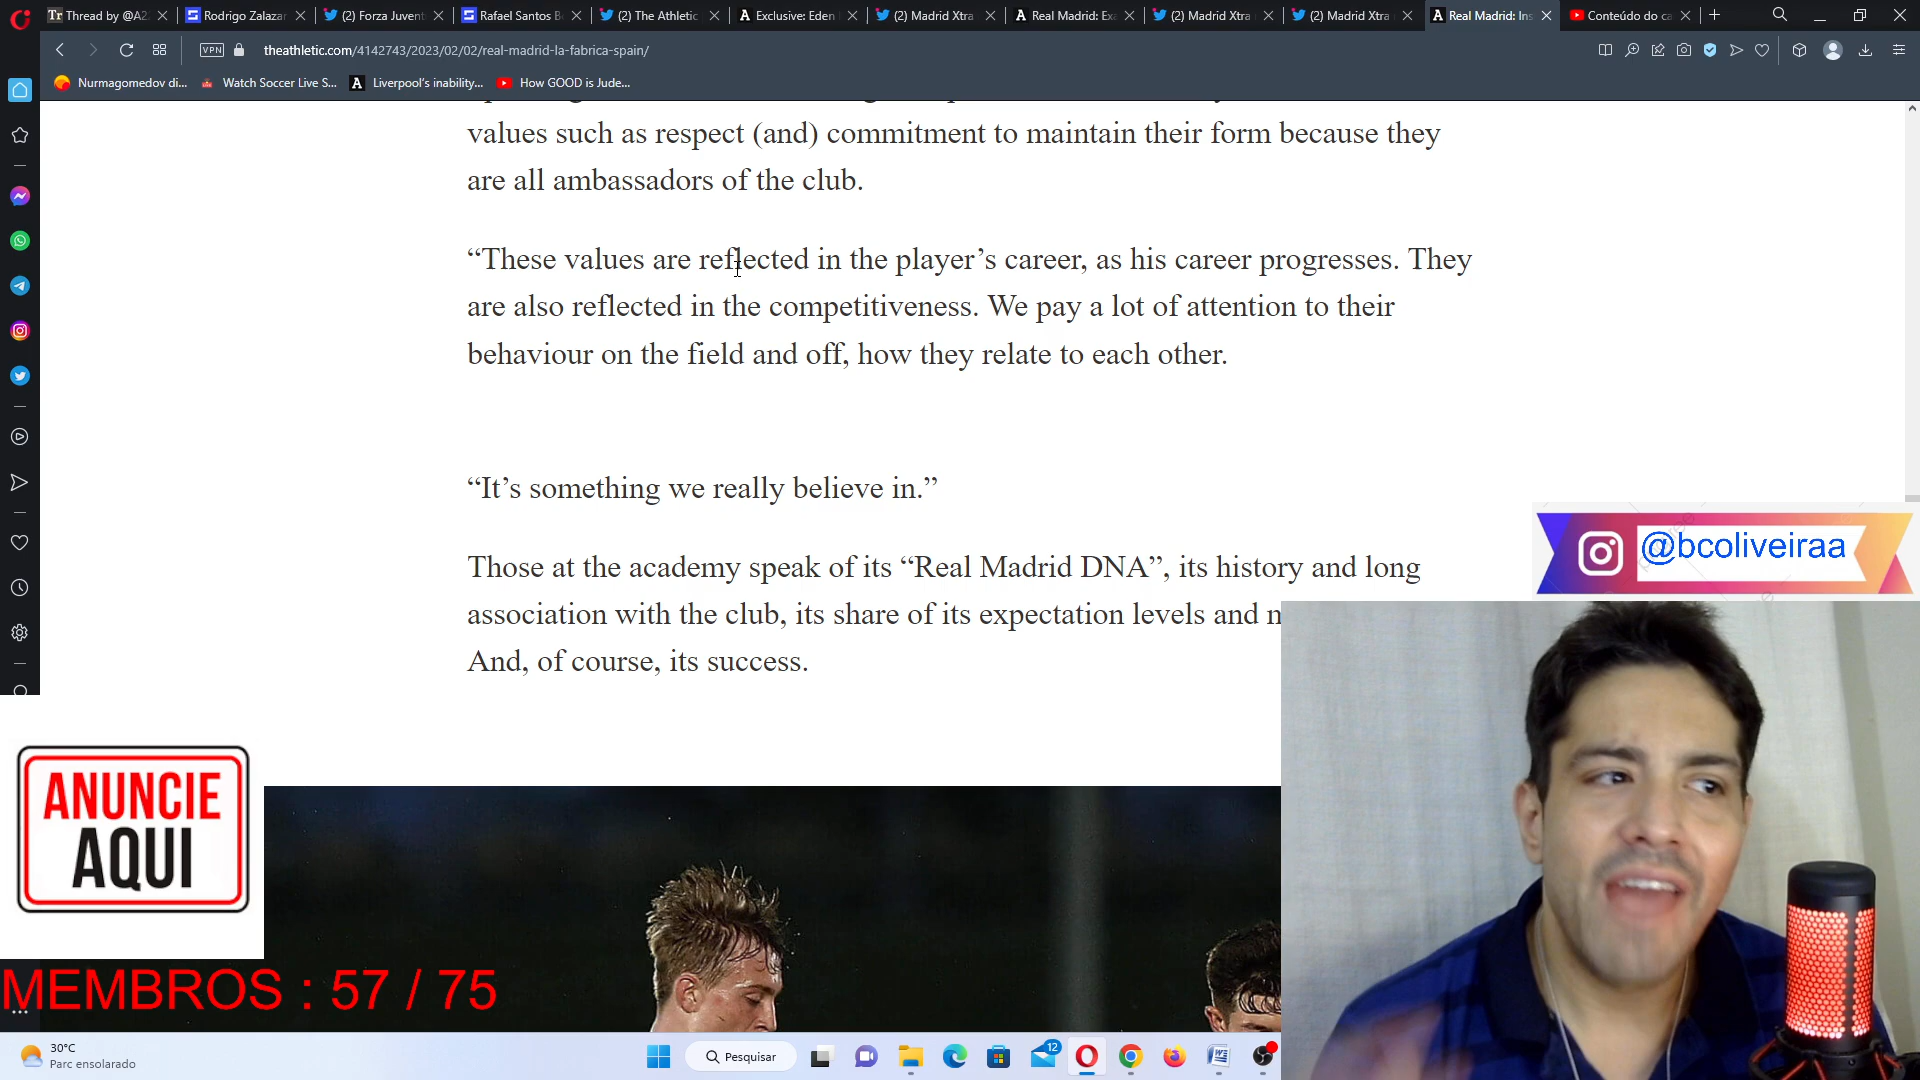 Thread by @A2
Rodrigo Zalazar
(2) Forza Juvent
Rafael Santos B
(2) The Athletic
Exclusive: Eden
(2) Madrid Xtra
Real Madrid: Ex
(2) Madrid Xtra
(2) Madrid Xtra
Real Madrid: Ins
Conteúdo do ca
VPN
theathletic.com/4142743/2023/02/02/real-madrid-la-fabrica-spain/
Nurmagomedov di...
Watch Soccer Live S...
Liverpool's inability...
How GOOD is Jude...
values such as respect (and) commitment to maintain their form because they
are all ambassadors of the club.
“These values are reflected in the player’s career, as his career progresses. They
are also reflected in the competitiveness. We pay a lot of attention to their
behaviour on the field and off, how they relate to each other.
“It’s something we really believe in.”
@bcoliveiraa
Those at the academy speak of its “Real Madrid DNA”, its history and long
association with the club, its share of its expectation levels and
And, of course, its success.
ANUNCIE
AQUI
MEMBROS : 57 / 75
30°C
Parc ensolarado
Pesquisar
12